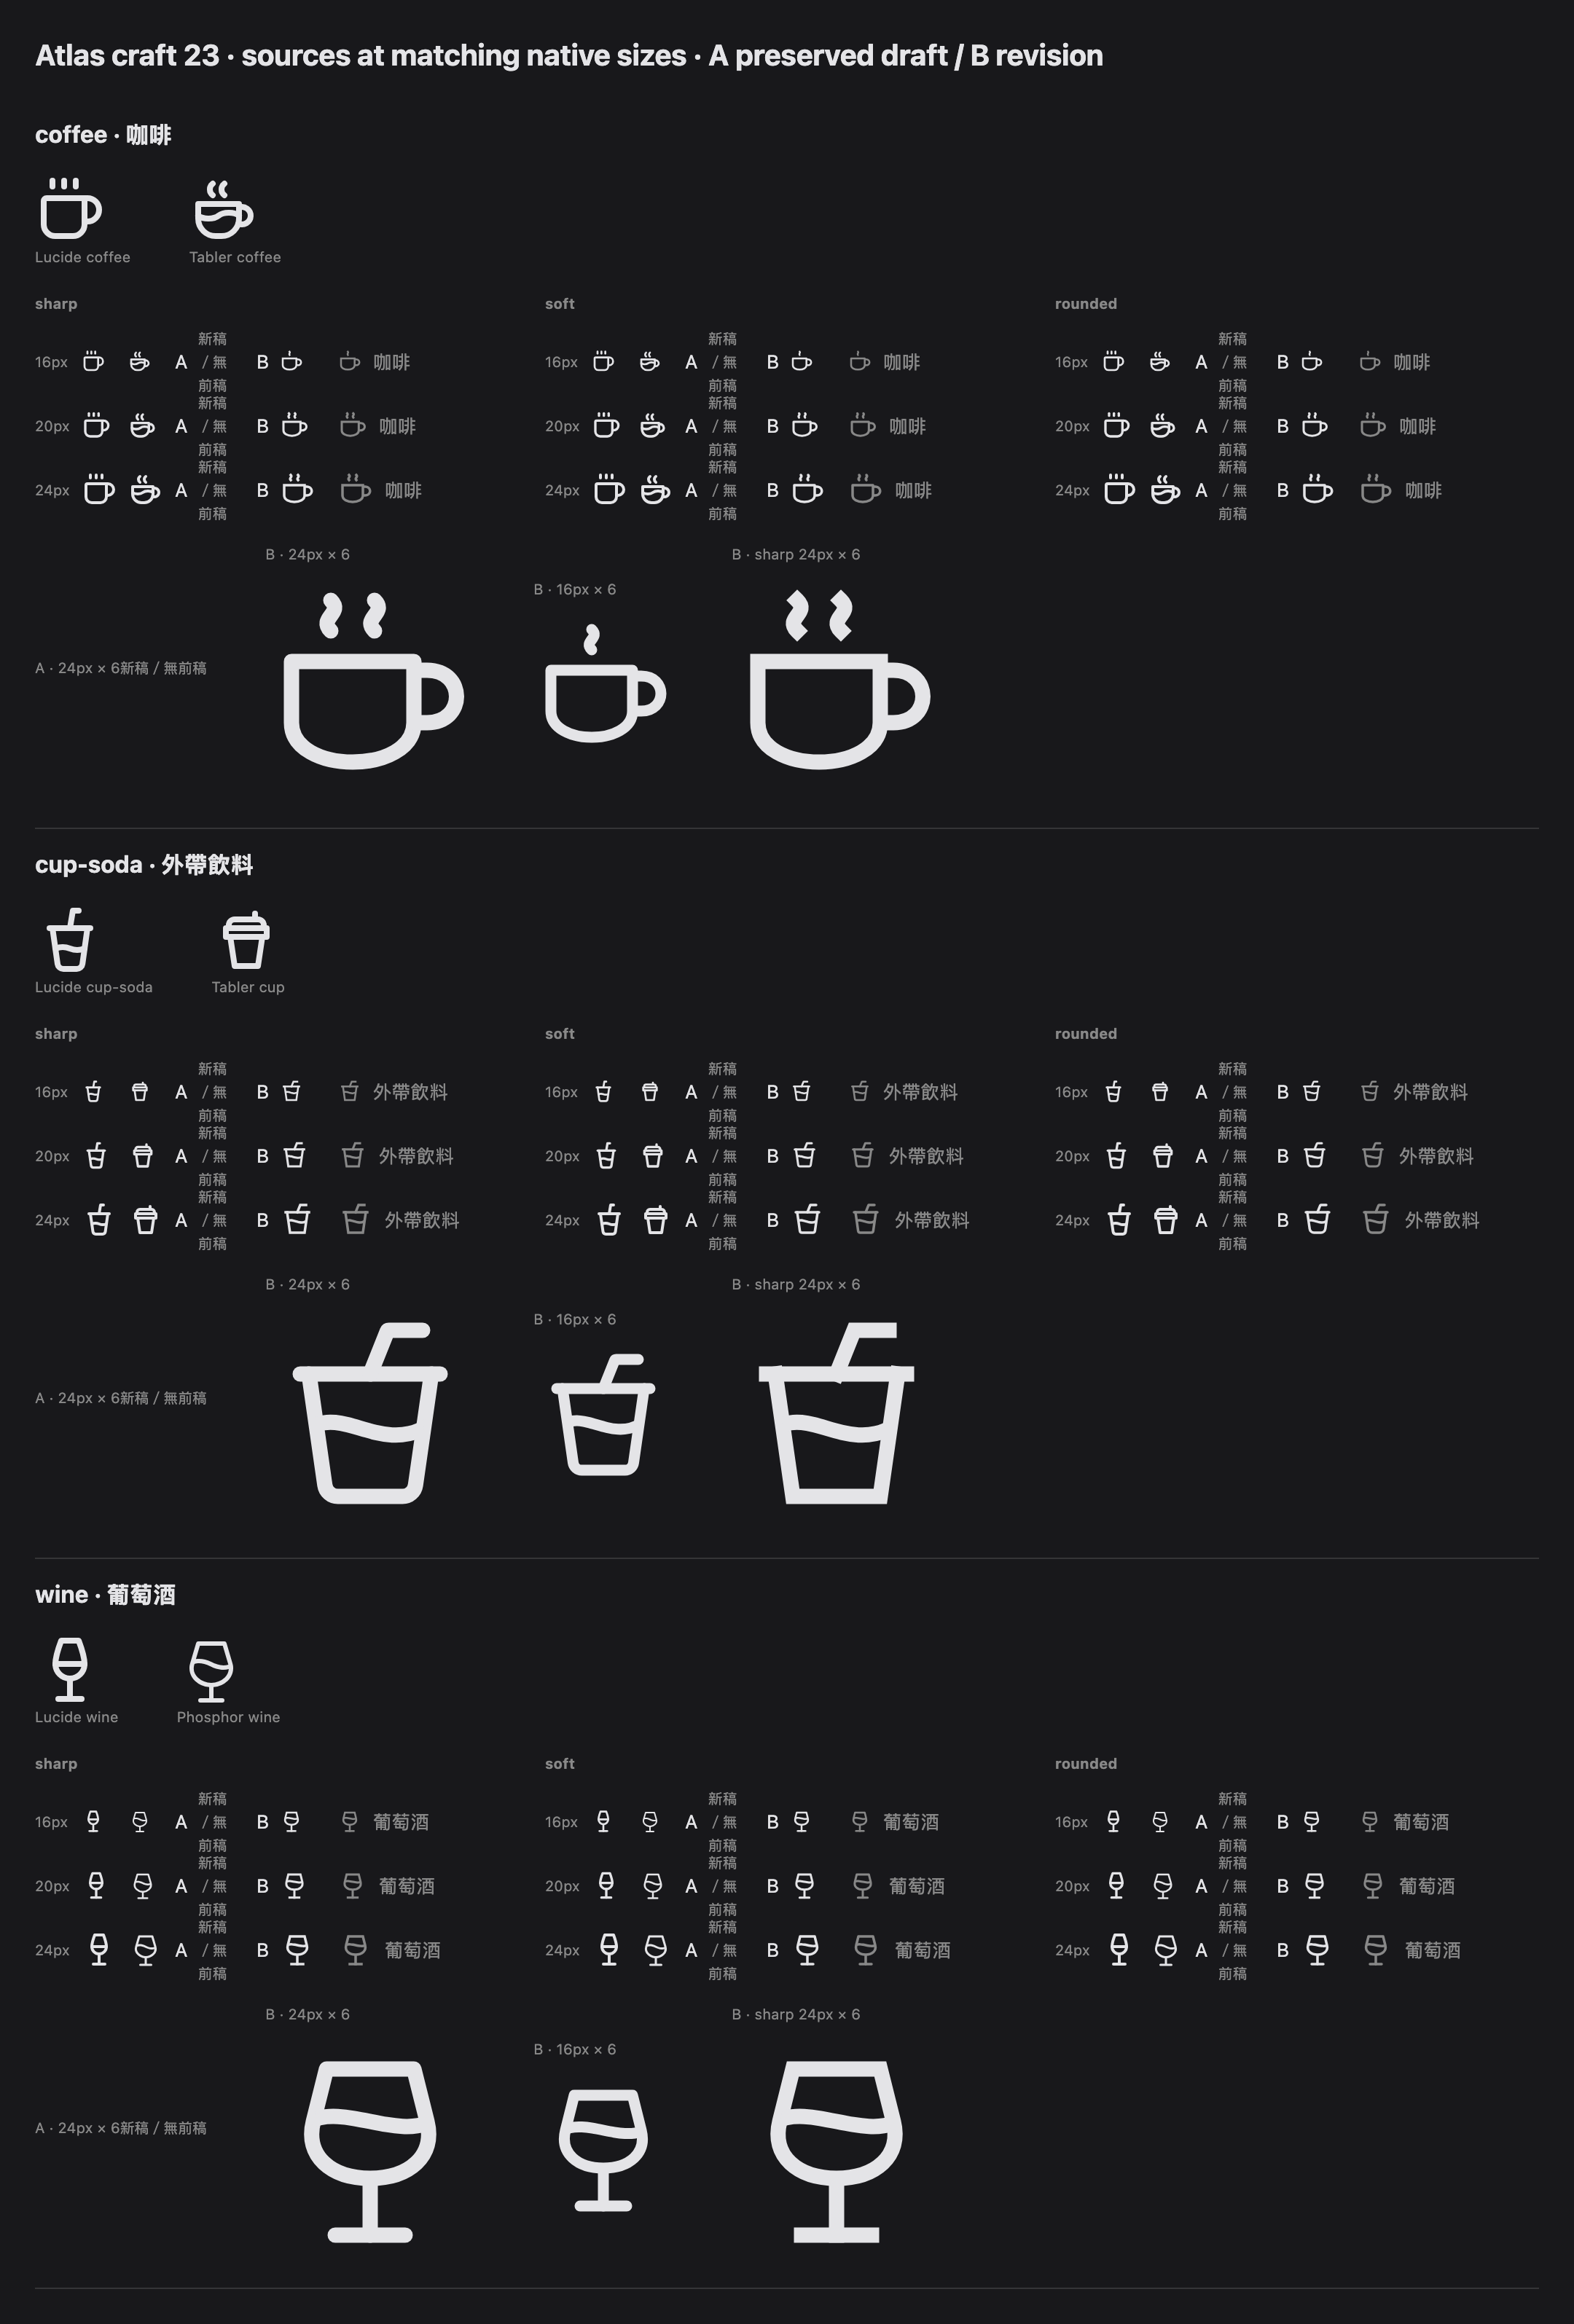 Atlas craft 23 · sources at matching native sizes · A preserved draft / B revision
coffee · 咖啡
Lucide coffee
Tabler coffee
sharp
16px A 新稿 / 無前稿 B 咖啡
20px A 新稿 / 無前稿 B 咖啡
24px A 新稿 / 無前稿 B 咖啡
soft
16px A 新稿 / 無前稿 B 咖啡
20px A 新稿 / 無前稿 B 咖啡
24px A 新稿 / 無前稿 B 咖啡
rounded
16px A 新稿 / 無前稿 B 咖啡
20px A 新稿 / 無前稿 B 咖啡
24px A 新稿 / 無前稿 B 咖啡
A · 24px × 6新稿 / 無前稿
B · 24px × 6
B · 16px × 6
B · sharp 24px × 6
cup-soda · 外帶飲料
Lucide cup-soda
Tabler cup
sharp
16px A 新稿 / 無前稿 B 外帶飲料
20px A 新稿 / 無前稿 B 外帶飲料
24px A 新稿 / 無前稿 B 外帶飲料
soft
16px A 新稿 / 無前稿 B 外帶飲料
20px A 新稿 / 無前稿 B 外帶飲料
24px A 新稿 / 無前稿 B 外帶飲料
rounded
16px A 新稿 / 無前稿 B 外帶飲料
20px A 新稿 / 無前稿 B 外帶飲料
24px A 新稿 / 無前稿 B 外帶飲料
A · 24px × 6新稿 / 無前稿
B · 24px × 6
B · 16px × 6
B · sharp 24px × 6
wine · 葡萄酒
Lucide wine
Phosphor wine
sharp
16px A 新稿 / 無前稿 B 葡萄酒
20px A 新稿 / 無前稿 B 葡萄酒
24px A 新稿 / 無前稿 B 葡萄酒
soft
16px A 新稿 / 無前稿 B 葡萄酒
20px A 新稿 / 無前稿 B 葡萄酒
24px A 新稿 / 無前稿 B 葡萄酒
rounded
16px A 新稿 / 無前稿 B 葡萄酒
20px A 新稿 / 無前稿 B 葡萄酒
24px A 新稿 / 無前稿 B 葡萄酒
A · 24px × 6新稿 / 無前稿
B · 24px × 6
B · 16px × 6
B · sharp 24px × 6